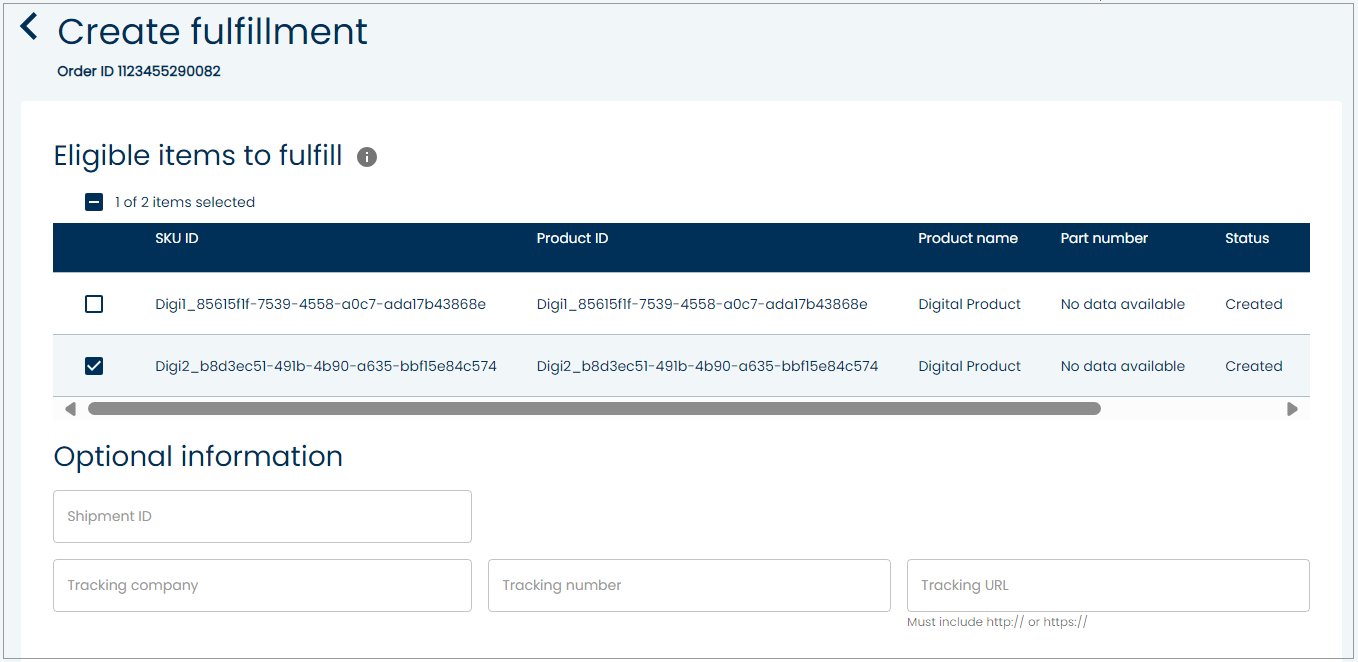 Create fulfillment
Order ID 1123455290082
Eligible items to fulfill
1 of 2 items selected
SKU ID Product ID Product name Part number Status
Digi1_85615f1f-7539-4558-a0c7-ada17b43868e Digi1_85615f1f-7539-4558-a0c7-ada17b43868e Digital Product No data available Created
Digi2_b8d3ec51-491b-4b90-a635-bbf15e84c574 Digi2_b8d3ec51-491b-4b90-a635-bbf15e84c574 Digital Product No data available Created
Optional information
Shipment ID
Tracking company Tracking number Tracking URL
Must include http:// or https://